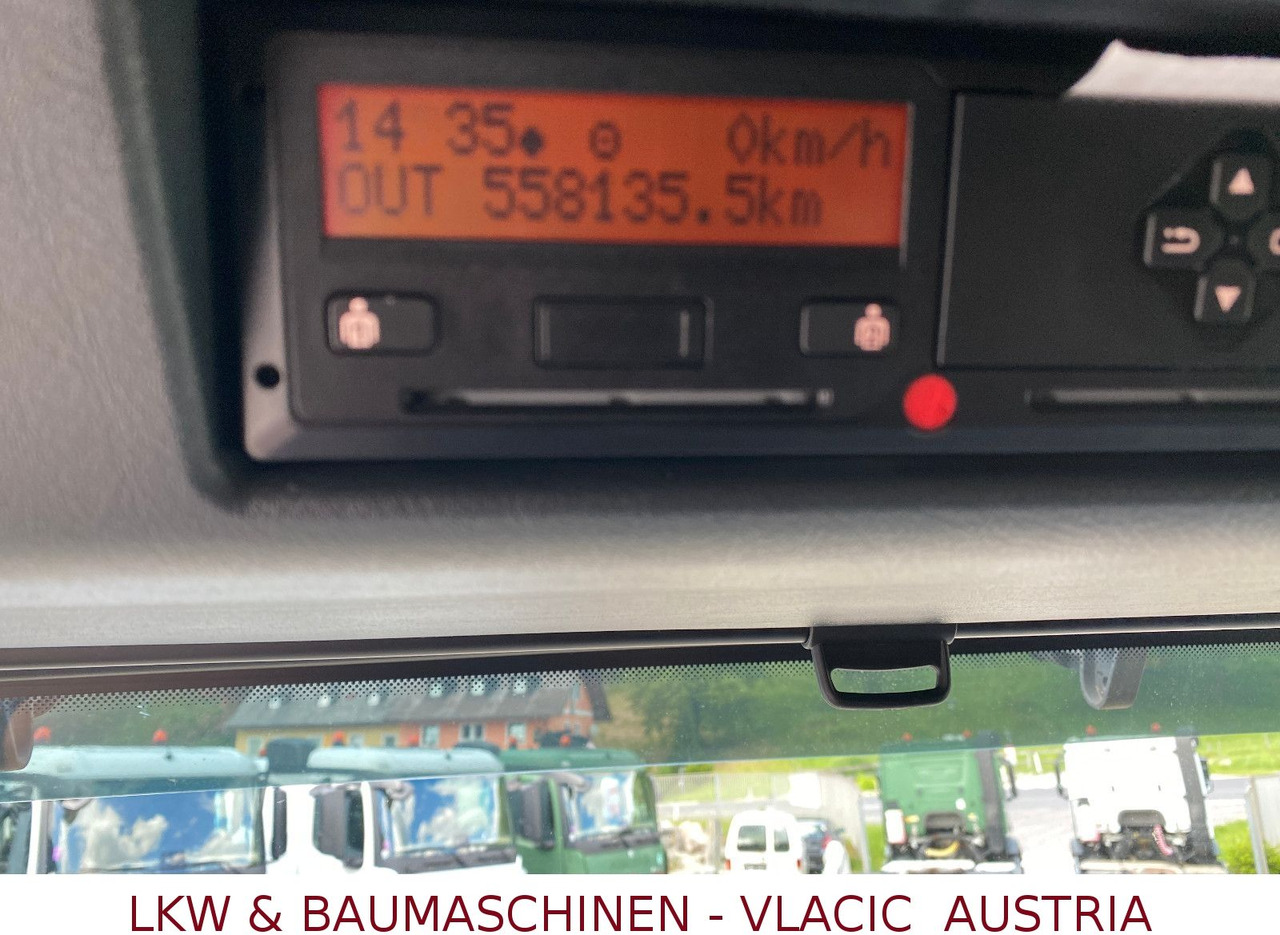 14 35 0km/h
OUT 558135.5km
LKW & BAUMASCHINEN - VLACIC AUSTRIA